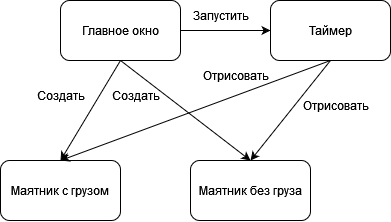 Запустить
Главное окно
Таймер
Отрисовать
Создать
Создать
Отрисовать
Маятник с грузом
Маятник без груза